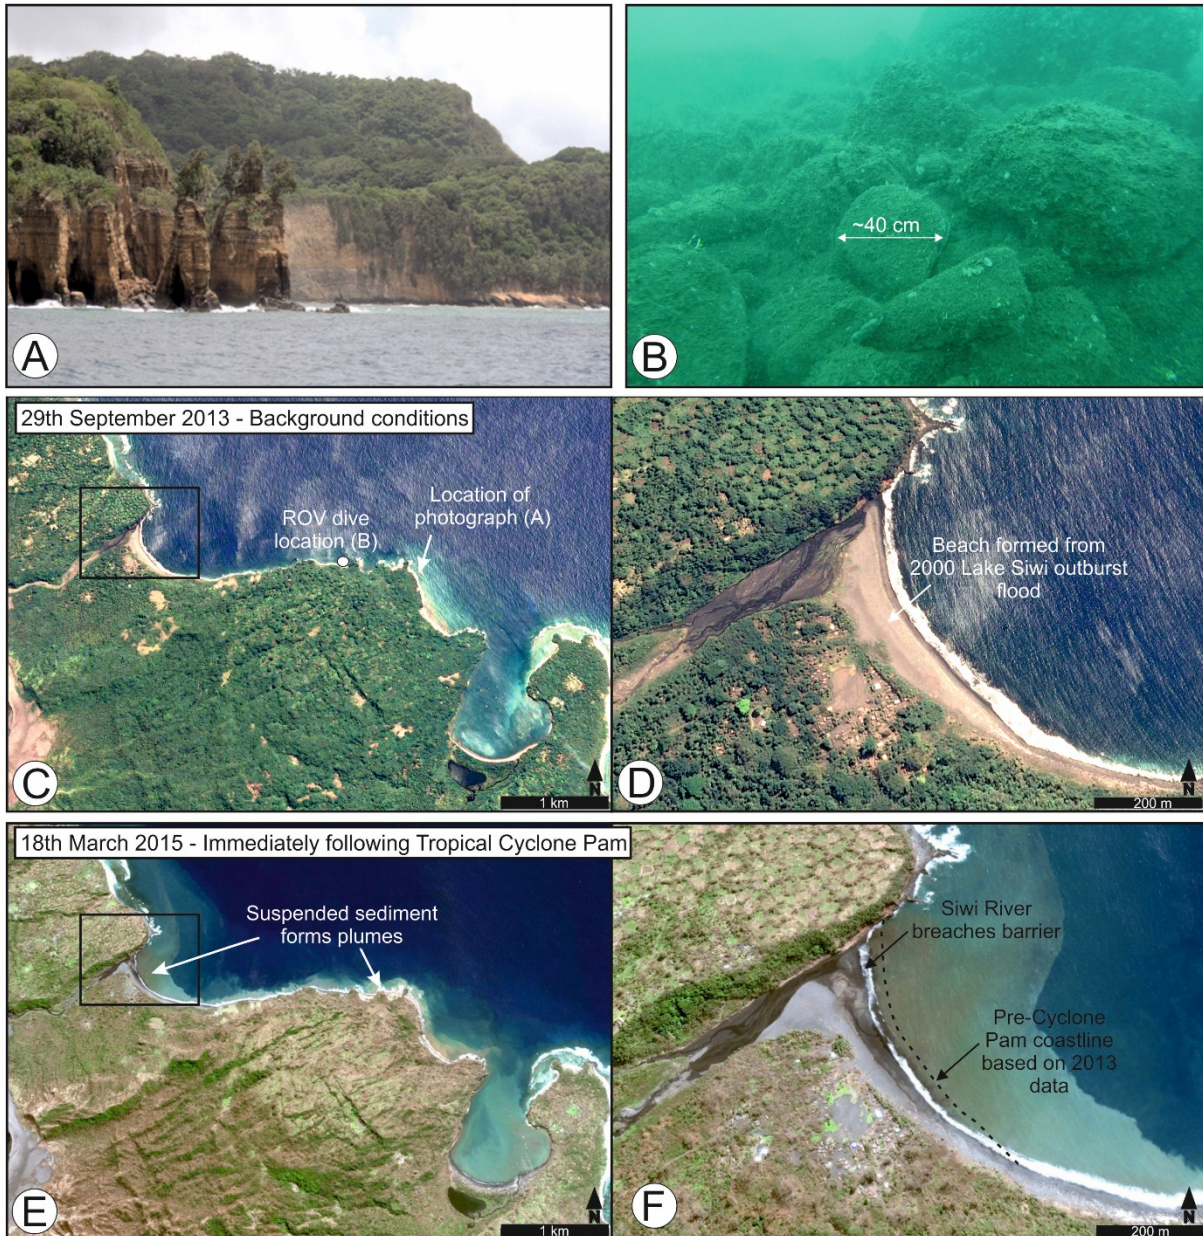 A
~40 cm
B
29th September 2013 - Background conditions
ROV dive
location (B)
Location of
photograph (A)
C
N
1 km
Beach formed from
2000 Lake Siwi outburst
flood
D
N
200 m
18th March 2015 - Immediately following Tropical Cyclone Pam
Suspended sediment
forms plumes
E
N
1 km
Siwi River
breaches barrier
Pre-Cyclone
Pam coastline
based on 2013
data
F
N
200 m